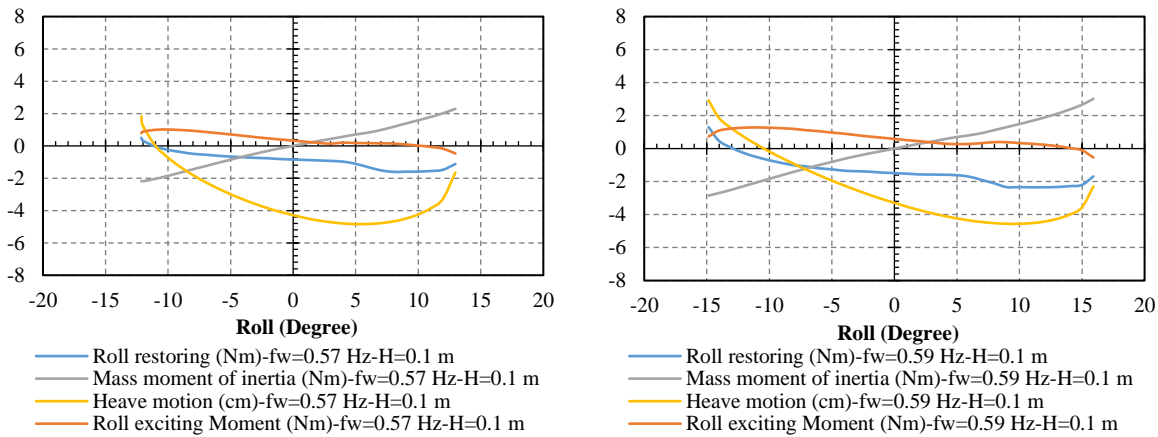 8
6
4
2
0
-2
-4
-6
-8
-20 -15 -10 -5 0 5 10 15 20
Roll (Degree)
Roll restoring (Nm)-fw=0.57 Hz-H=0.1 m
Mass moment of inertia (Nm)-fw=0.57 Hz-H=0.1 m
Heave motion (cm)-fw=0.57 Hz-H=0.1 m
Roll exciting Moment (Nm)-fw=0.57 Hz-H=0.1 m
8
6
4
2
0
-2
-4
-6
-8
-20 -15 -10 -5 0 5 10 15 20
Roll (Degree)
Roll restoring (Nm)-fw=0.59 Hz-H=0.1 m
Mass moment of inertia (Nm)-fw=0.59 Hz-H=0.1 m
Heave motion (cm)-fw=0.59 Hz-H=0.1 m
Roll exciting Moment (Nm)-fw=0.59 Hz-H=0.1 m